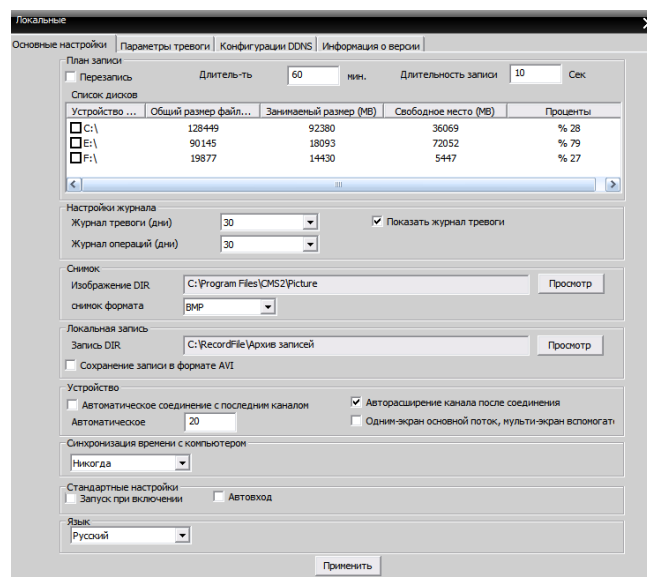 Локальные
Основные настройки Параметры тревоги Конфигурации DDNS Информация о версии
План записи
Перезапись Длитель-ть 60 мин. Длительность записи 10 Сек
Список дисков
Устройство ... Общий размер файл... Занимаемый размер (MB) Свободное место (MB) Проценты
C:\ 128449 92380 36069 % 28
E:\ 90145 18093 72052 % 79
F:\ 19877 14430 5447 % 27
Настройки журнала
Журнал тревоги (дни) 30 Показать журнал тревоги
Журнал операций (дни) 30
Снимок
Изображение DIR C:\Program Files\CMS2\Picture Просмотр
снимок формата BMP
Локальная запись
Запись DIR C:\RecordFile\Архив записей Просмотр
Сохранение записи в формате AVI
Устройство
Автоматическое соединение с последним каналом Авторасширение канала после соединения
Автоматическое 20 Одним-экран основной поток, мульти-экран вспомогате
Синхронизация времени с компьютером
Никогда
Стандартные настройки
Запуск при включении Автовход
Язык
Русский
Применить